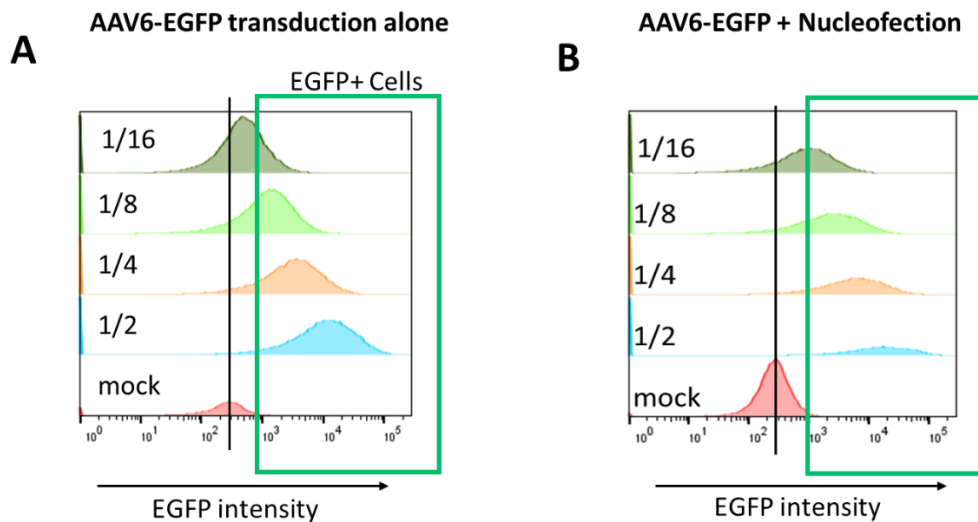 AAV6-EGFP transduction alone
A
EGFP+ Cells
1/16
1/8
1/4
1/2
mock
10^0 10^1 10^2 10^3 10^4 10^5
EGFP intensity
AAV6-EGFP + Nucleofection
B
1/16
1/8
1/4
1/2
mock
10^0 10^1 10^2 10^3 10^4 10^5
EGFP intensity